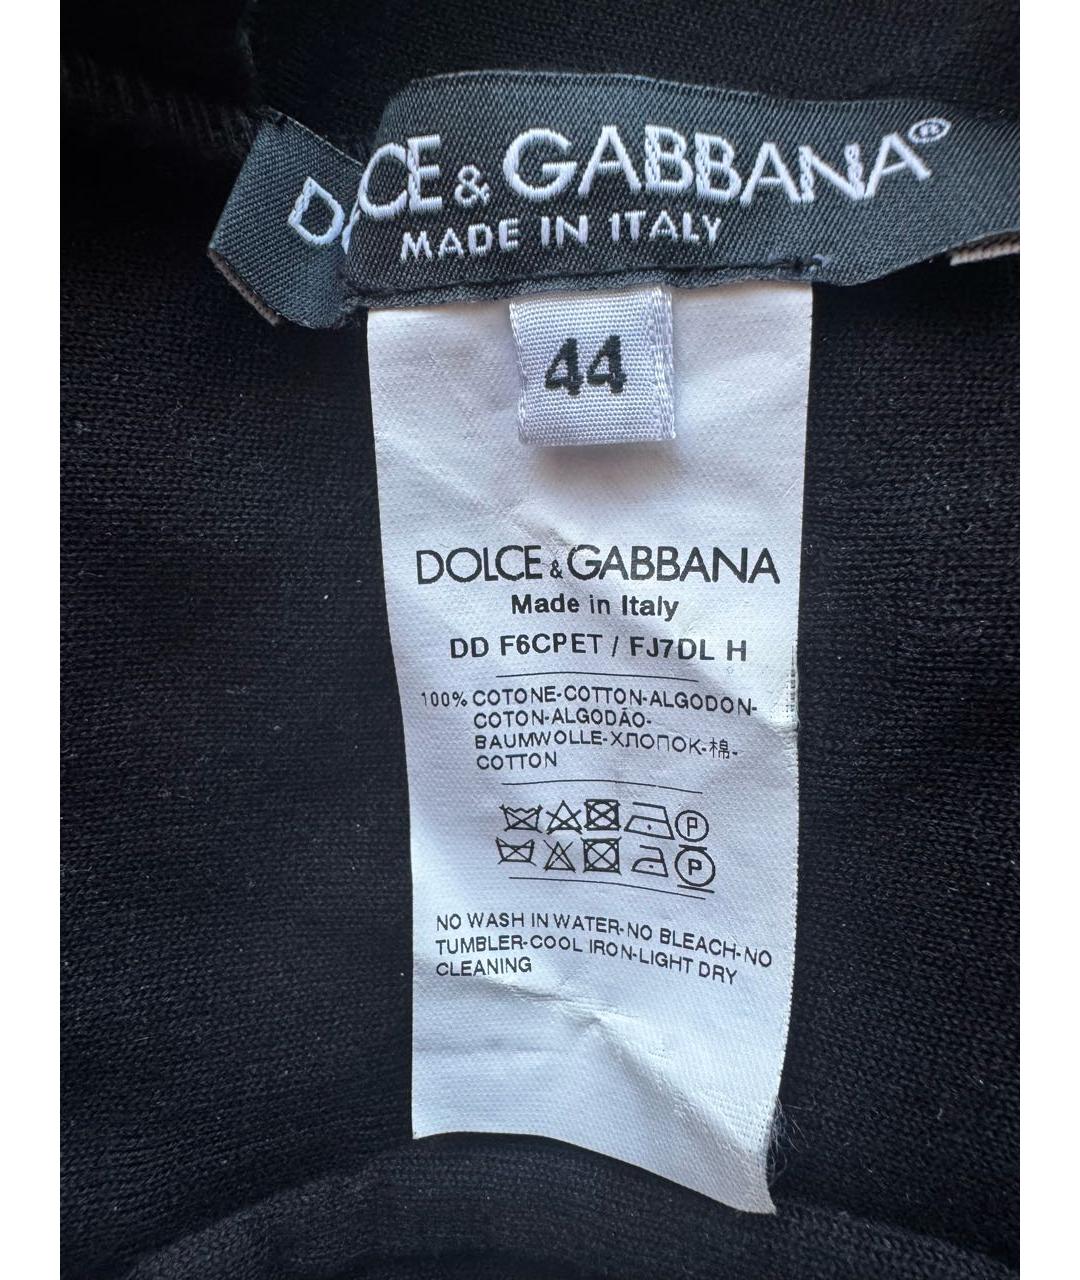 DOLCE & GABBANA®
MADE IN ITALY
44
DOLCE & GABBANA
Made in Italy
DD F6CPET / FJ7DL H
100% COTONE-COTTON-ALGODON-
COTON-ALGODÃO-
BAUMWOLLE-ХЛОПОК-棉-
COTTON
P
P
NO WASH IN WATER-NO BLEACH-NO
TUMBLER-COOL IRON-LIGHT DRY
CLEANING